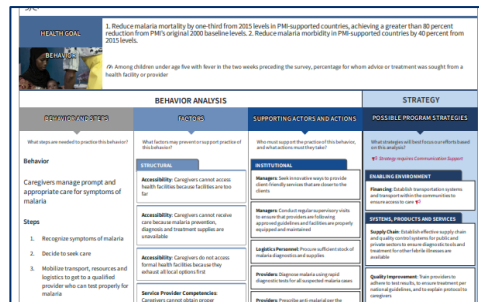 HEALTH GOAL
1. Reduce malaria mortality by one-third from 2015 levels in PMI-supported countries, achieving a greater than 80 percent
reduction from PMI's original 2000 baseline levels. 2. Reduce malaria morbidity in PMI-supported countries by 40 percent from
2015 levels.
BEHAVIOR
Among children under age five with fever in the two weeks preceding the survey, percentage for whom advice or treatment was sought from a
health facility or provider
BEHAVIOR ANALYSIS
STRATEGY
BEHAVIOR AND STEPS
What steps are needed to practice this behavior?
Behavior
Caregivers manage prompt and
appropriate care for symptoms of
malaria
Steps
1. Recognize symptoms of malaria
2. Decide to seek care
3. Mobilize transport, resources and
logistics to get to a qualified
provider who can test properly for
malaria
FACTORS
What factors may prevent or support practice of
this behavior?
STRUCTURAL
Accessibility: Caregivers cannot access
health facilities because facilities are too
far
Accessibility: Caregivers cannot receive
care because malaria prevention,
diagnosis and treatment supplies are
unavailable
Accessibility: Caregivers do not access
formal health facilities because they
exhaust all local options first
Service Provider Competencies:
Caregivers cannot obtain proper
SUPPORTING ACTORS AND ACTIONS
Who must support the practice of this behavior,
and what actions must they take?
INSTITUTIONAL
Managers: Seek innovative ways to provide
client-friendly services that are closer to the
clients
Managers: Conduct regular supervisory visits
to ensure that providers are following
approved guidelines and facilities are properly
equipped and maintained
Logistics Personnel: Procure sufficient stock of
malaria diagnostics and supplies
Providers: Diagnose malaria using rapid
diagnostic tests for all suspected malaria cases
Providers: Prescribe anti-malarial per the
POSSIBLE PROGRAM STRATEGIES
What strategies will best focus our efforts based
on this analysis?
Strategy requires Communication Support
ENABLING ENVIRONMENT
Financing: Establish transportation systems
and transport within the communities to
ensure access to care
SYSTEMS, PRODUCTS AND SERVICES
Supply Chain: Establish effective supply chain
and quality control systems for public and
private sectors to ensure diagnostic tools and
treatment for other febrile illnesses are
available
Quality Improvement: Train providers to
adhere to test results, to ensure treatment per
national guidelines, and to explain protocol to
caregivers